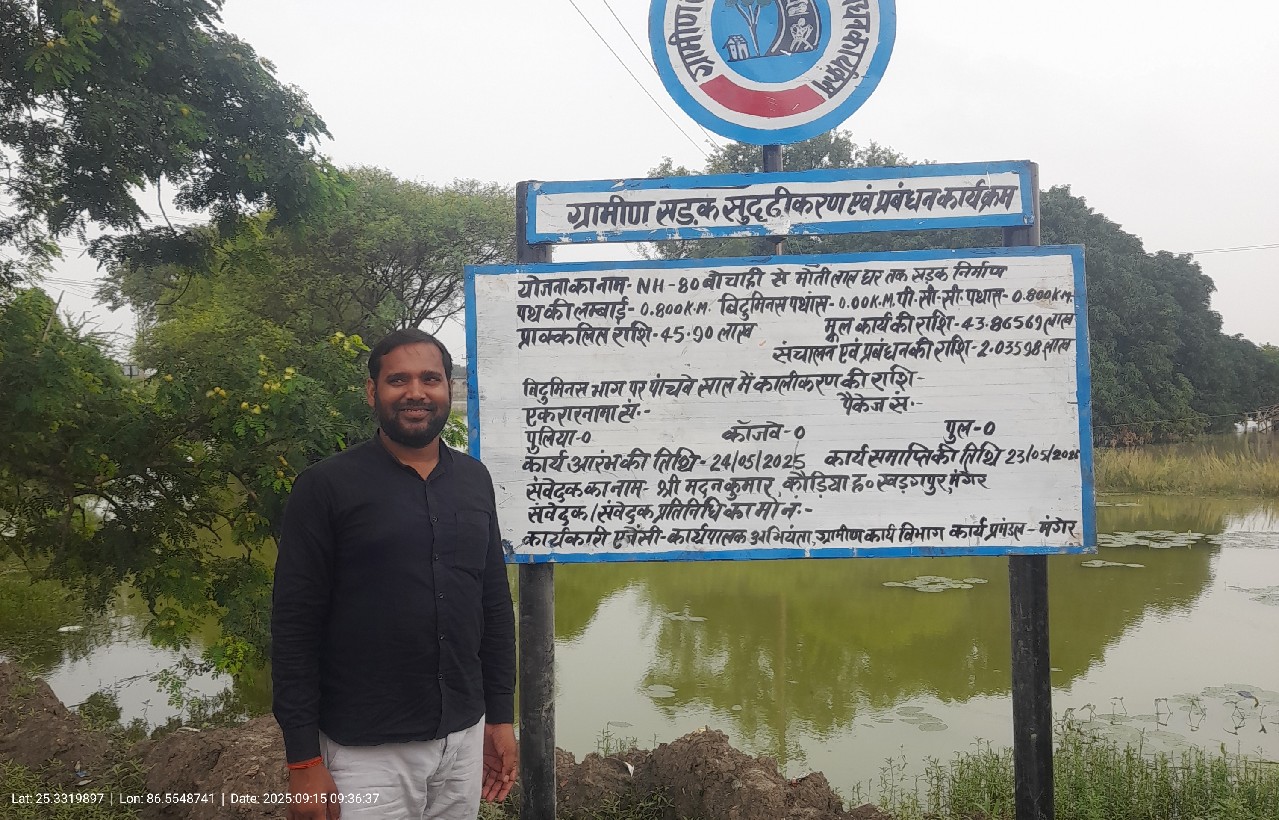 ग्रामीण
पथ कार्यक्रम
ग्रामीण सड़क सुदृढीकरण एवं प्रबंधन कार्यक्रम
योजना का नाम- NH-80 बोचाही से मोती लाल घर तक सड़क निर्माण
पथ की लम्बाई- 0.800K.M. विटुमिनस पथांस- 0.00K.M. पी.सी.सी. पथांस- 0.800K.M.
प्राक्कलित राशि- 45.90 लाख मूल कार्य की राशि- 43.86569 लाख
संचालन एवं प्रबंधन की राशि- 2.03598 लाख
विटुमिनस भाग पर पांचवे साल में कालीकरण की राशि-
एकरारनामा सं.- पैकेज सं.-
पुलिया-0 कॉजवे-0 पुल-0
कार्य आरंभ की तिथि- 24/05/2025 कार्य समाप्ति की तिथि 23/05/2026
संवेदक का नाम- श्री मदन कुमार, कौड़िया ह० खड़गपुर, मुंगेर
संवेदक/संवेदक प्रतिनिधि का मो नं:-
कार्यकारी एजेंसी- कार्यपालक अभियंता, ग्रामीण कार्य विभाग कार्य प्रमंडल- मुंगेर
Lat: 25.3319897 | Lon: 86.5548741 | Date: 2025:09:15 09:36:37